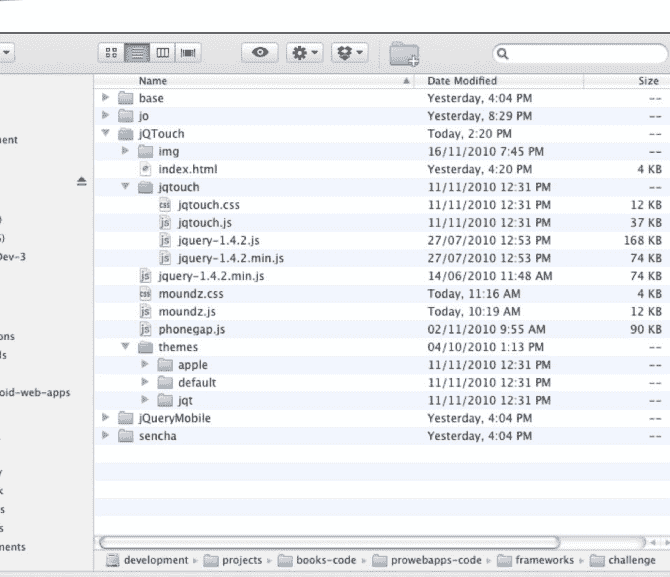 Name Date Modified Size
base Yesterday, 4:04 PM --
jo Yesterday, 8:29 PM --
jQTouch Today, 2:20 PM --
ent
img 16/11/2010 7:45 PM --
index.html Yesterday, 4:20 PM 4 KB
jqtouch 11/11/2010 12:31 PM --
jqtouch.css 11/11/2010 12:31 PM 12 KB
jqtouch.js 11/11/2010 12:31 PM 37 KB
jquery-1.4.2.js 27/07/2010 12:53 PM 168 KB
Dev-3 jquery-1.4.2.min.js 27/07/2010 12:53 PM 74 KB
jquery-1.4.2.min.js 14/06/2010 11:48 AM 74 KB
moundz.css Today, 11:16 AM 4 KB
moundz.js Today, 10:19 AM 12 KB
phonegap.js 02/11/2010 9:55 AM 90 KB
ons
themes 04/10/2010 1:13 PM --
ls
apple 11/11/2010 12:31 PM --
default 11/11/2010 12:31 PM --
oid-web-apps
jqt 11/11/2010 12:31 PM --
jQueryMobile Yesterday, 4:04 PM --
sencha Yesterday, 4:04 PM --
ments
development projects books-code prowebapps-code frameworks challenge